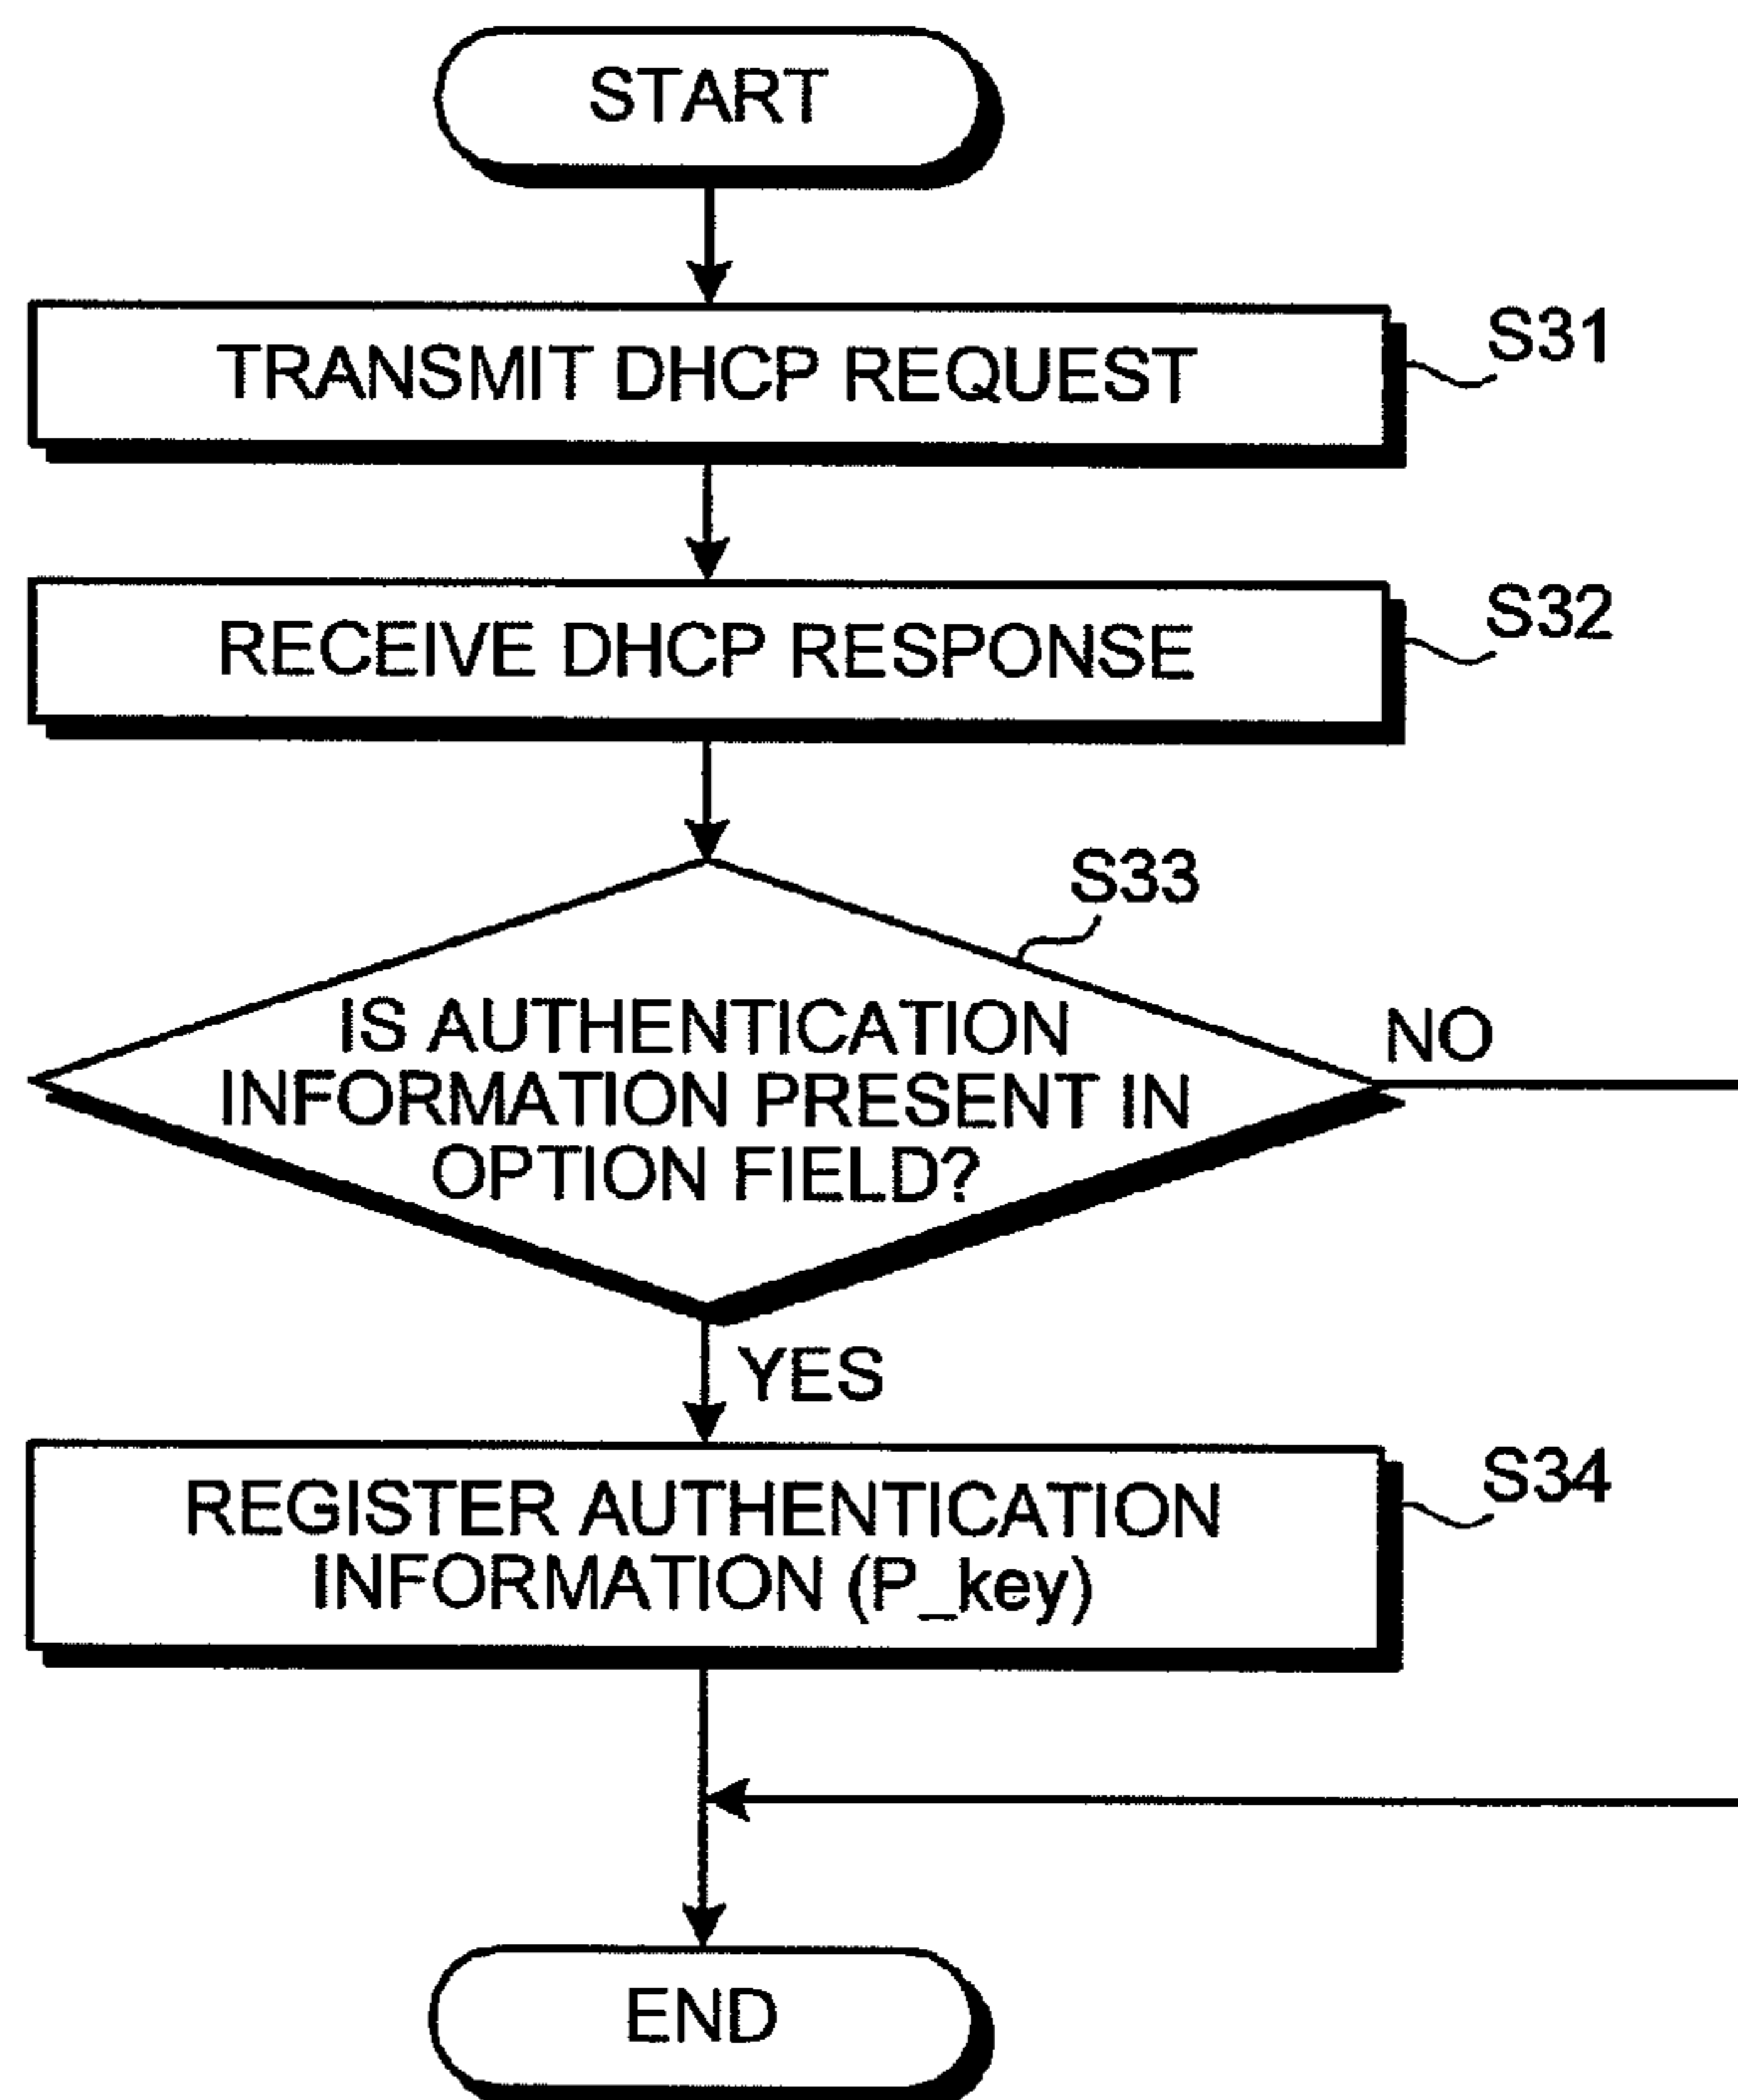 START
TRANSMIT DHCP REQUEST
S31
RECEIVE DHCP RESPONSE
S32
S33
IS AUTHENTICATION
INFORMATION PRESENT IN
OPTION FIELD?
NO
YES
REGISTER AUTHENTICATION
INFORMATION (P_key)
S34
END